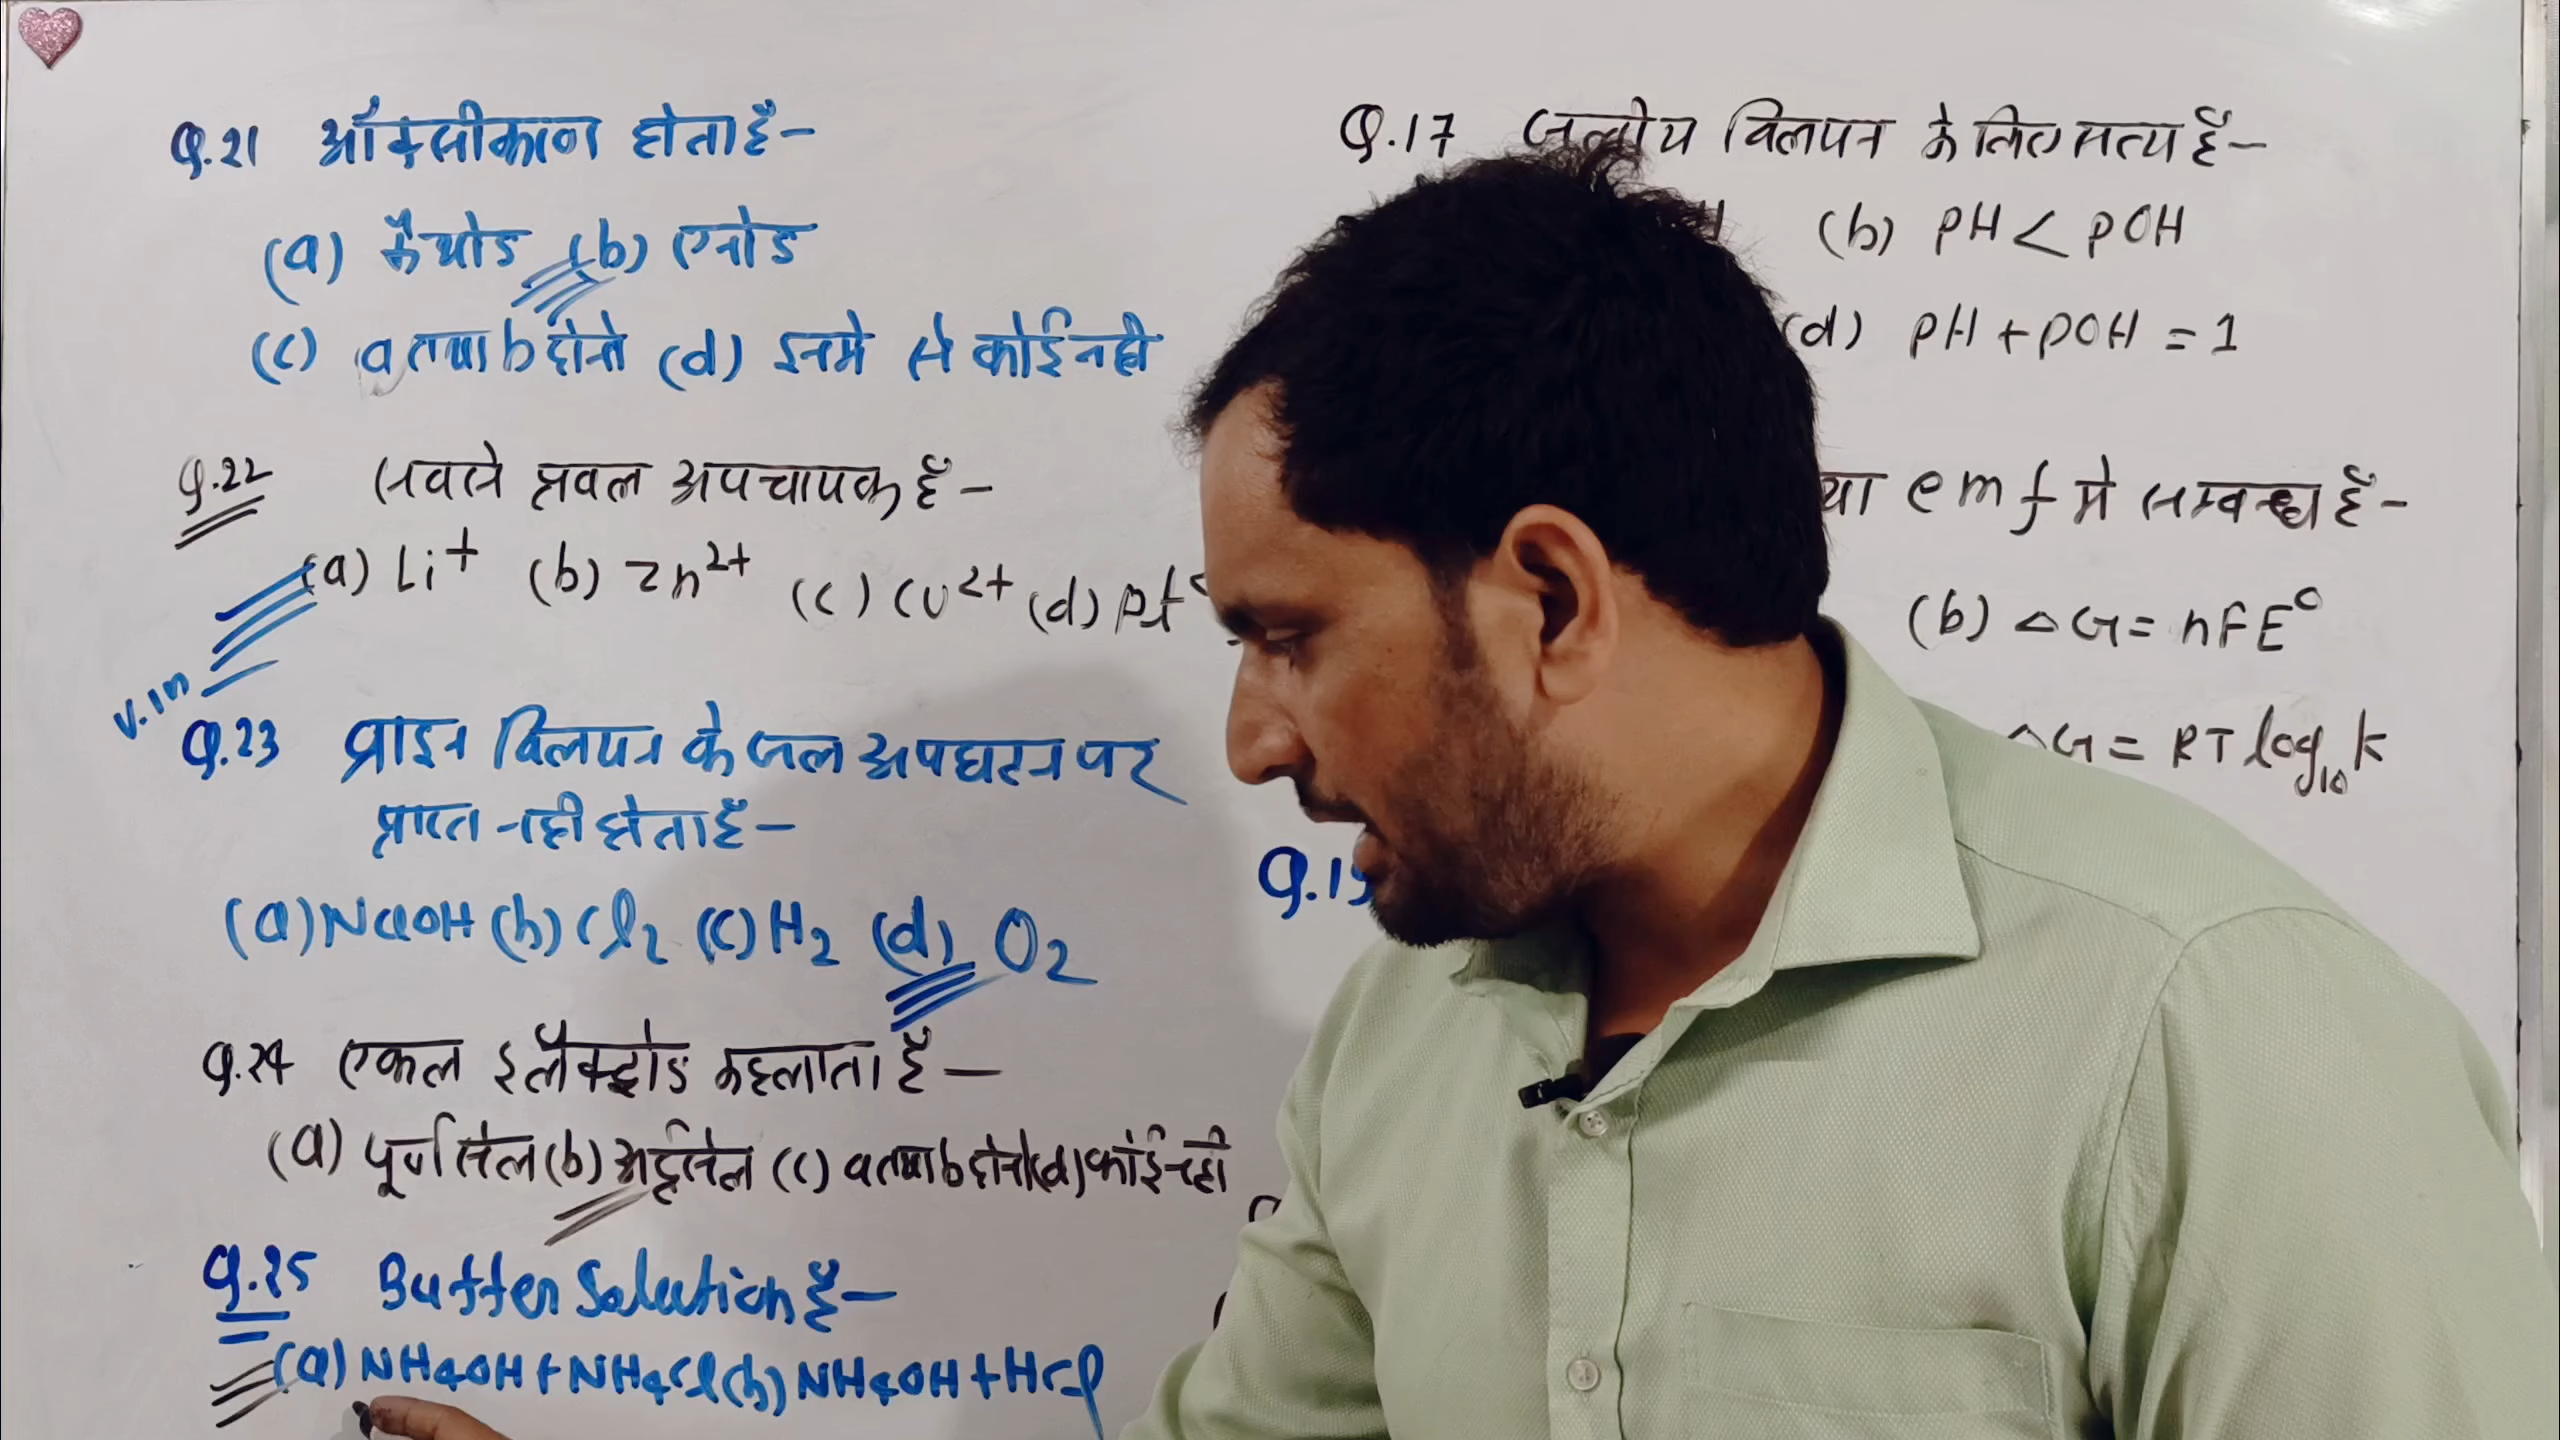 Q.21 ऑक्सीकरण होता है-
(a) कैथोड (b) एनोड
(c) a तथा b दोनो (d) इनमे से कोई नही
Q.22 सबसे प्रबल अपचायक है-
(a) Li+ (b) Zn2+ (c) Cu2+ (d) Pt
V.Im
Q.23 ब्राइन विलयन के जल अपघटन पर
प्राप्त नही होता है-
(a) NaOH (b) Cl2 (c) H2 (d) O2
Q.24 एकल इलैक्ट्रोड कहलाता है-
(a) पूर्ण सेल (b) अर्द्धसेल (c) a तथा b दोनो (d) कोई नही
Q.25 Buffer Solution है-
(a) NH4OH + NH4Cl (b) NH4OH + HCl
Q.17 जलीय विलयन के लिए सत्य है-
(b) pH < pOH
(d) pH + pOH = 1
emf मे सम्बन्ध है-
(b) △G = nFE°
△G = RT log10 K
Q.19